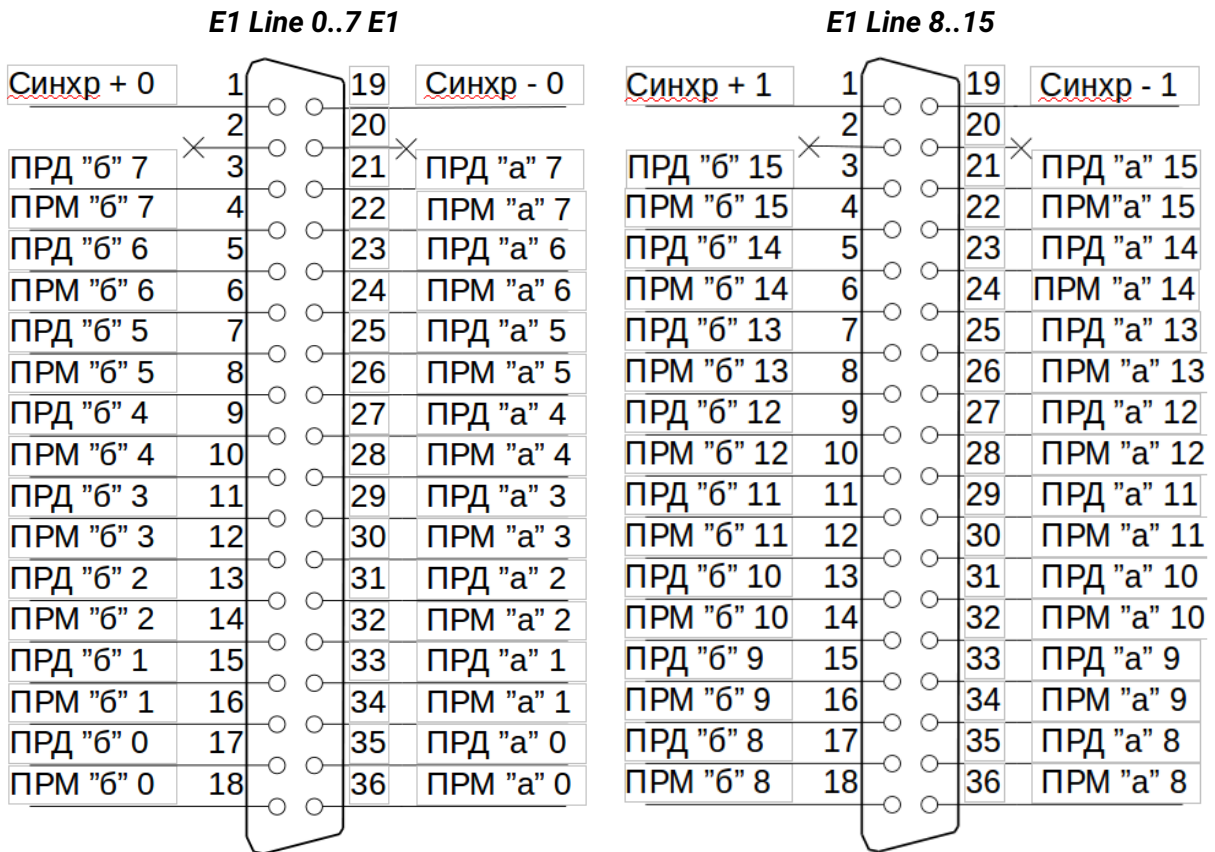 E1 Line 0..7 E1
Синхр + 0 1 19 Синхр - 0
2 20
ПРД "б" 7 3 21 ПРД "а" 7
ПРМ "б" 7 4 22 ПРМ "а" 7
ПРД "б" 6 5 23 ПРД "а" 6
ПРМ "б" 6 6 24 ПРМ "а" 6
ПРД "б" 5 7 25 ПРД "а" 5
ПРМ "б" 5 8 26 ПРМ "а" 5
ПРД "б" 4 9 27 ПРД "а" 4
ПРМ "б" 4 10 28 ПРМ "а" 4
ПРД "б" 3 11 29 ПРД "а" 3
ПРМ "б" 3 12 30 ПРМ "а" 3
ПРД "б" 2 13 31 ПРД "а" 2
ПРМ "б" 2 14 32 ПРМ "а" 2
ПРД "б" 1 15 33 ПРД "а" 1
ПРМ "б" 1 16 34 ПРМ "а" 1
ПРД "б" 0 17 35 ПРД "а" 0
ПРМ "б" 0 18 36 ПРМ "а" 0
E1 Line 8..15
Синхр + 1 1 19 Синхр - 1
2 20
ПРД "б" 15 3 21 ПРД "а" 15
ПРМ "б" 15 4 22 ПРМ"а" 15
ПРД "б" 14 5 23 ПРД "а" 14
ПРМ "б" 14 6 24 ПРМ "а" 14
ПРД "б" 13 7 25 ПРД "а" 13
ПРМ "б" 13 8 26 ПРМ "а" 13
ПРД "б" 12 9 27 ПРД "а" 12
ПРМ "б" 12 10 28 ПРМ "а" 12
ПРД "б" 11 11 29 ПРД "а" 11
ПРМ "б" 11 12 30 ПРМ "а" 11
ПРД "б" 10 13 31 ПРД "а" 10
ПРМ "б" 10 14 32 ПРМ "а" 10
ПРД "б" 9 15 33 ПРД "а" 9
ПРМ "б" 9 16 34 ПРМ "а" 9
ПРД "б" 8 17 35 ПРД "а" 8
ПРМ "б" 8 18 36 ПРМ "а" 8